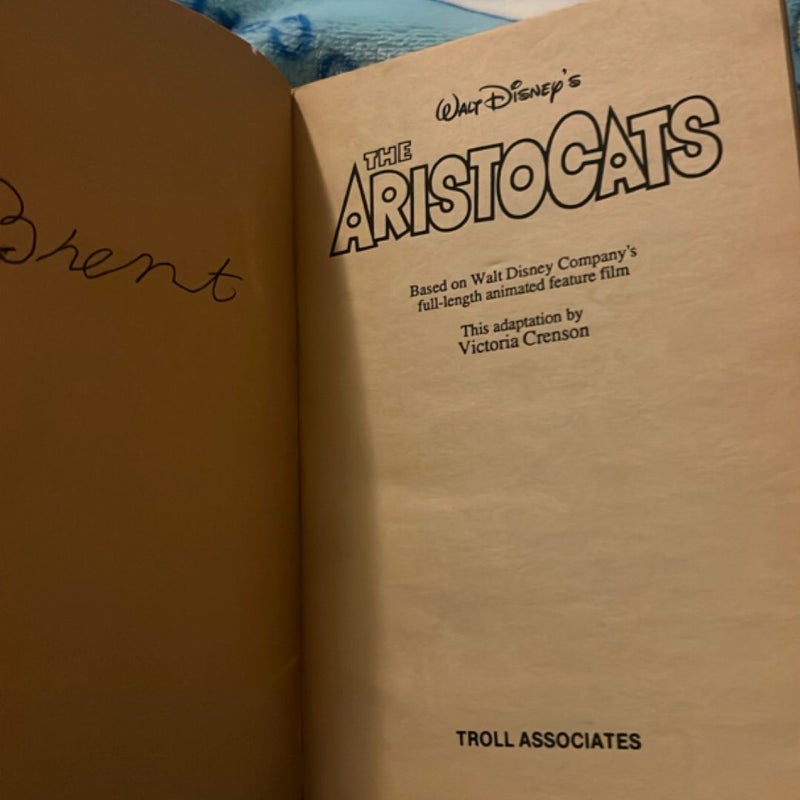 Brent
Walt Disney's
THE
ARISTOCATS
Based on Walt Disney Company's
full-length animated feature film
This adaptation by
Victoria Crenson
TROLL ASSOCIATES